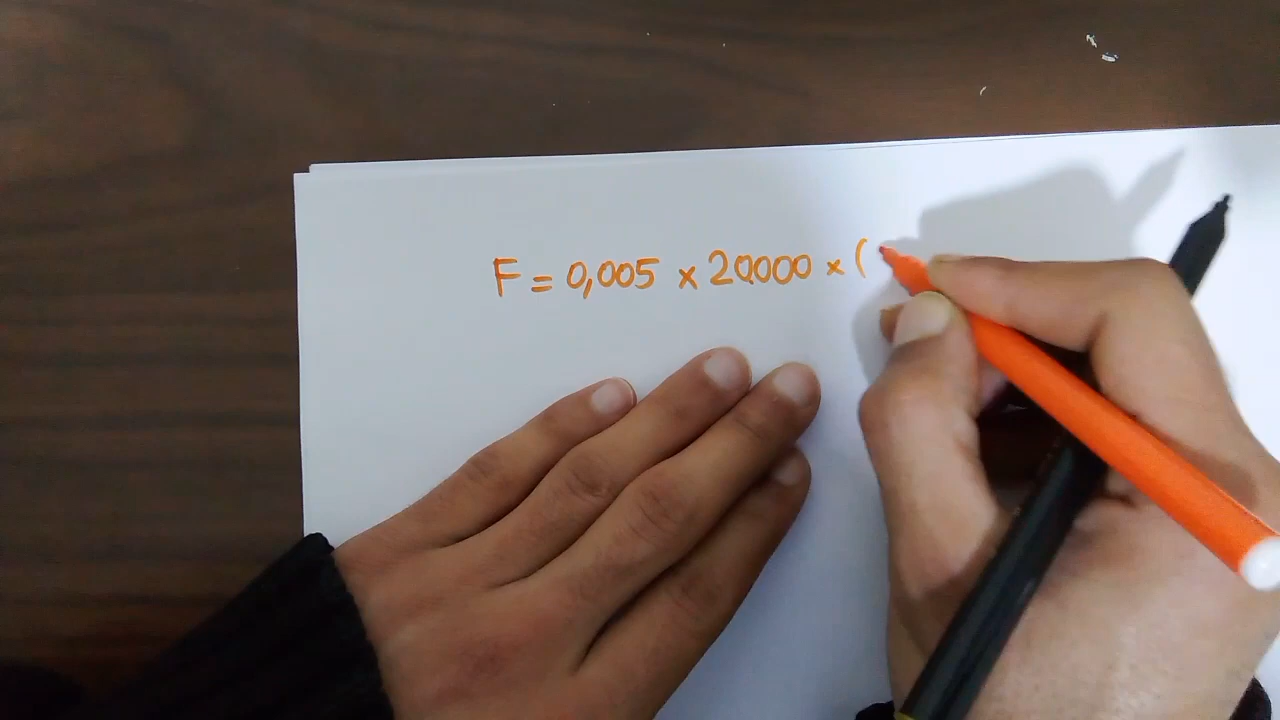 F = 0,005 × 20000 × (